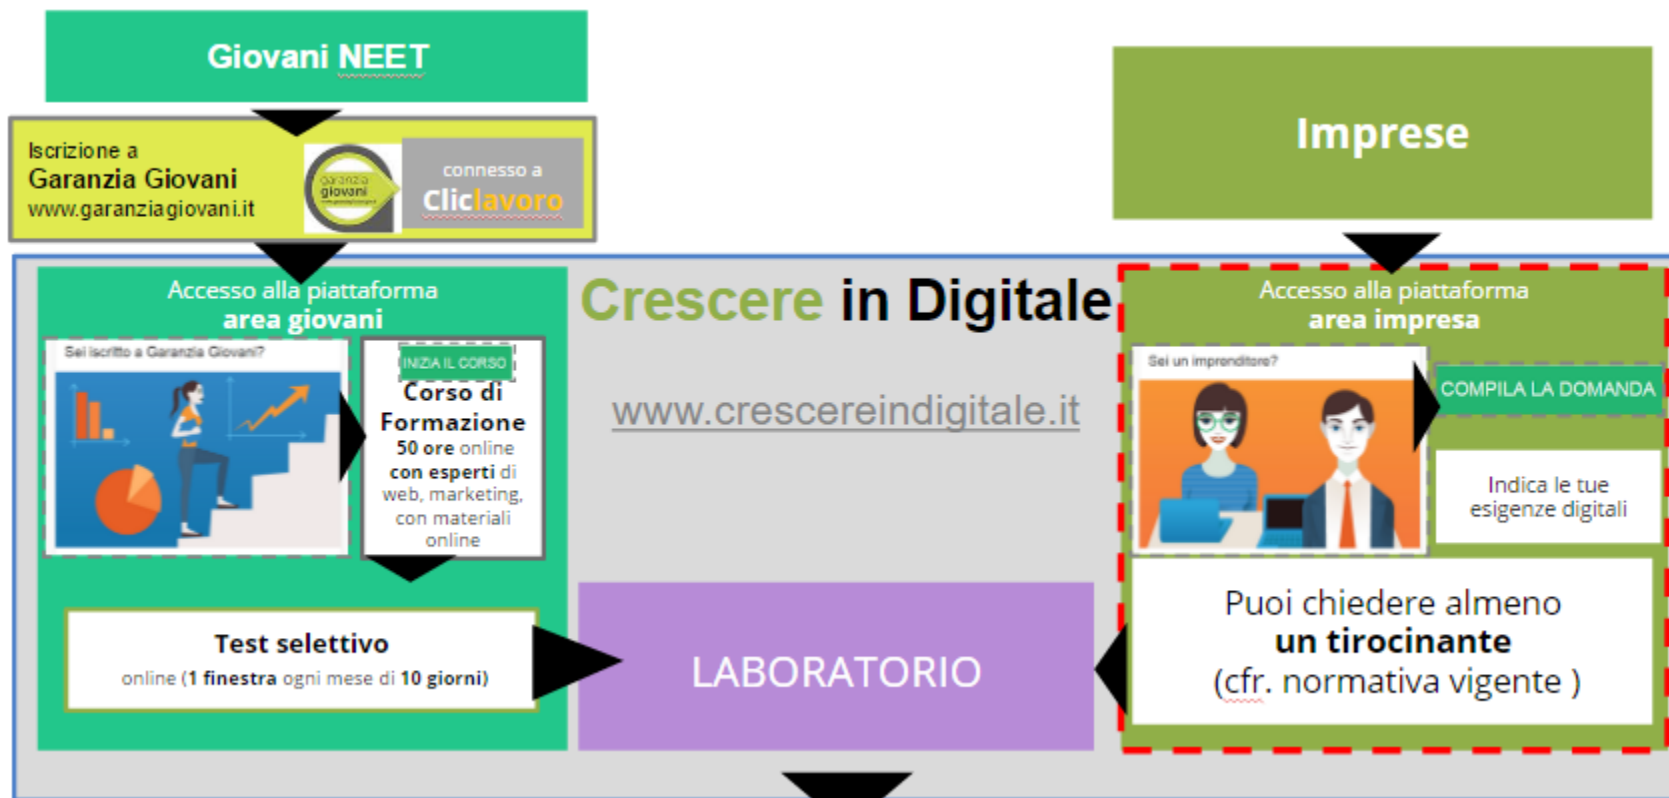 Giovani NEET
Iscrizione a
Garanzia Giovani
www.garanziagiovani.it
garanzia
giovani
connesso a
Cliclavoro
Imprese
Accesso alla piattaforma
area giovani
Sei iscritto a Garanzia Giovani?
INIZIA IL CORSO
Corso di
Formazione
50 ore online
con esperti di
web, marketing,
con materiali
online
Test selettivo
online (1 finestra ogni mese di 10 giorni)
Crescere in Digitale
www.crescereindigitale.it
LABORATORIO
Accesso alla piattaforma
area impresa
Sei un imprenditore?
COMPILA LA DOMANDA
Indica le tue
esigenze digitali
Puoi chiedere almeno
un tirocinante
(cfr. normativa vigente )